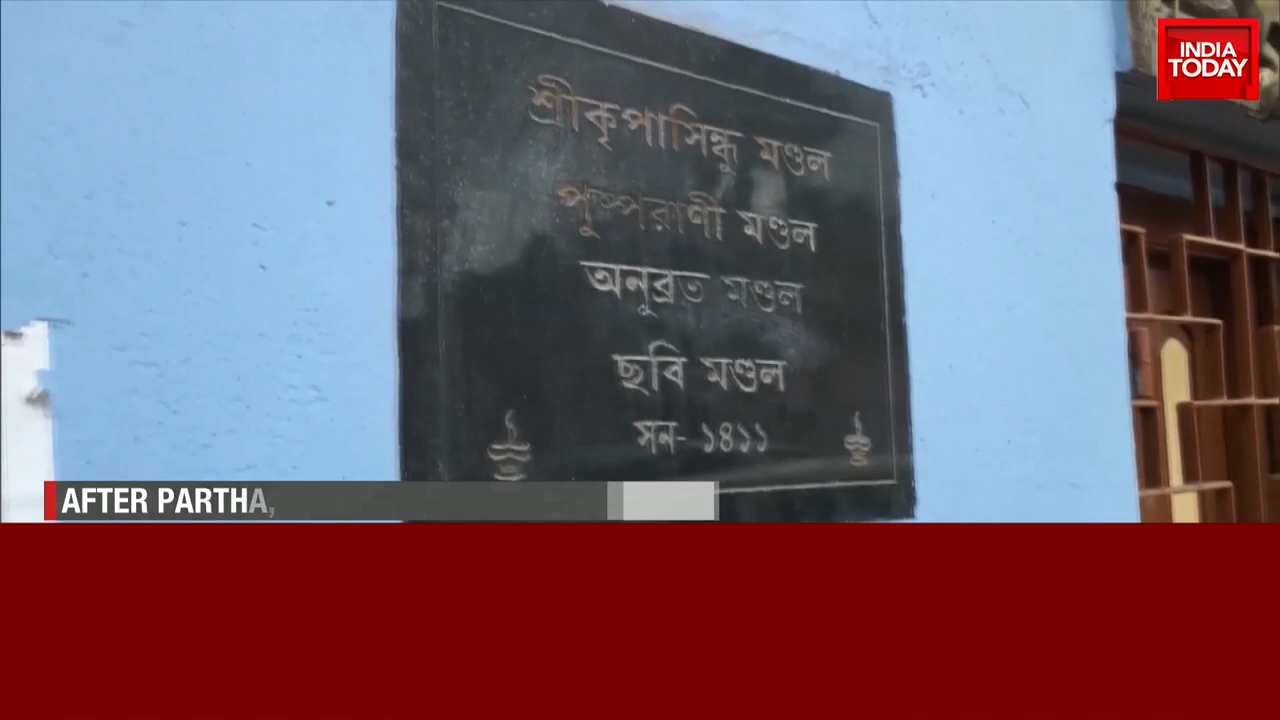 INDIA
TODAY
শ্রীকৃপাসিন্ধু মণ্ডল
পুষ্পরাণী মণ্ডল
অনুব্রত মণ্ডল
ছবি মণ্ডল
সন- ১৪১১
AFTER PARTHA,